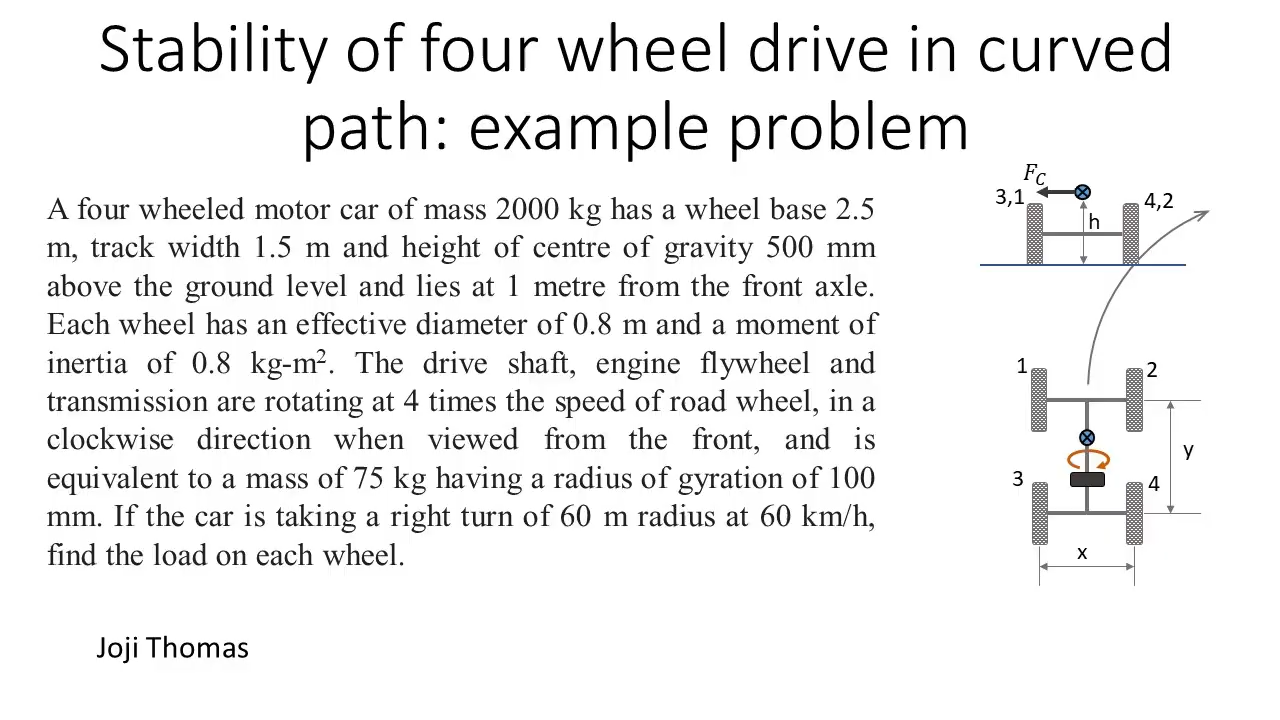 Stability of four wheel drive in curved
path: example problem
A four wheeled motor car of mass 2000 kg has a wheel base 2.5
m, track width 1.5 m and height of centre of gravity 500 mm
above the ground level and lies at 1 metre from the front axle.
Each wheel has an effective diameter of 0.8 m and a moment of
inertia of 0.8 kg-m². The drive shaft, engine flywheel and
transmission are rotating at 4 times the speed of road wheel, in a
clockwise direction when viewed from the front, and is
equivalent to a mass of 75 kg having a radius of gyration of 100
mm. If the car is taking a right turn of 60 m radius at 60 km/h,
find the load on each wheel.
Joji Thomas
F_C
3,1
4,2
h
1
2
y
3
4
x